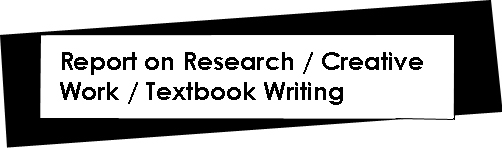 Report on Research / Creative
Work / Textbook Writing